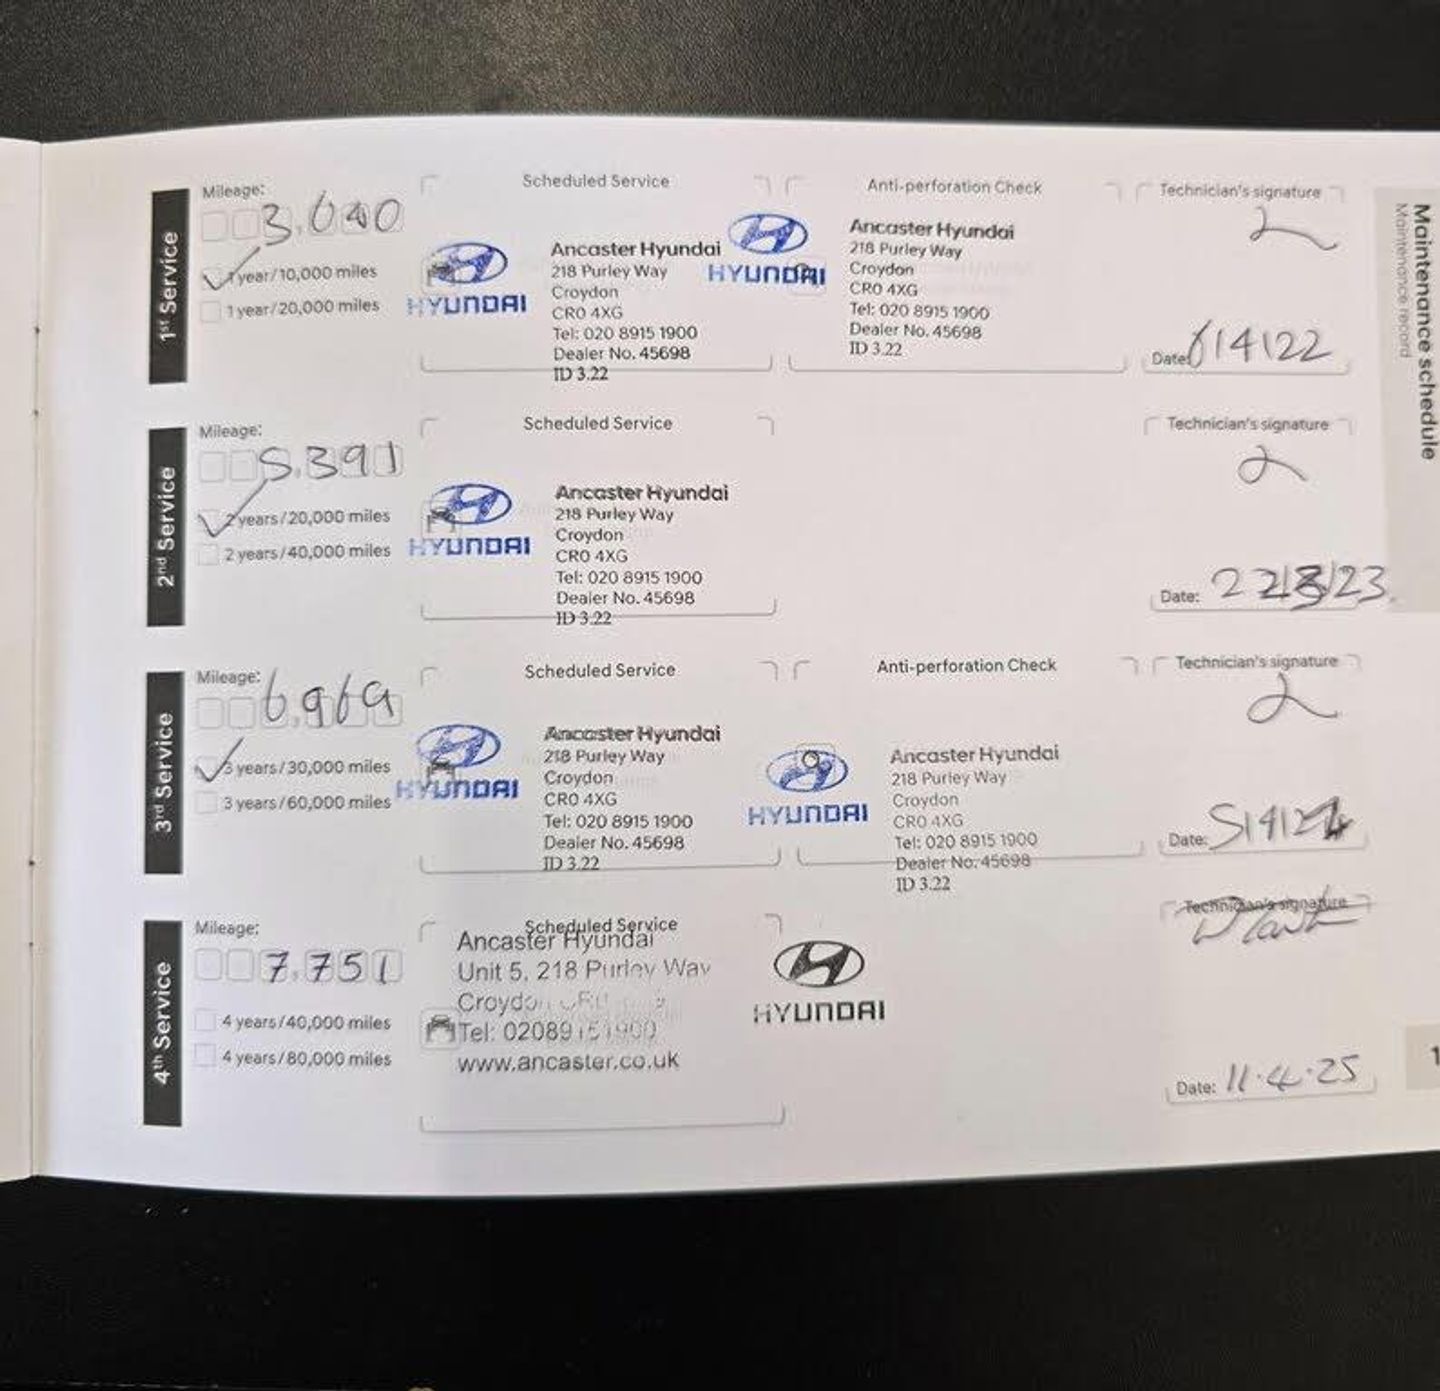 Maintenance schedule
Maintenance record
1st Service
Mileage:
3,040
1 year/10,000 miles
1 year/20,000 miles
Scheduled Service
HYUNDAI
Ancaster Hyundai
218 Purley Way
Croydon
CR0 4XG
Tel: 020 8915 1900
Dealer No. 45698
ID 3.22
Anti-perforation Check
HYUNDAI
Ancaster Hyundai
218 Purley Way
Croydon
CR0 4XG
Tel: 020 8915 1900
Dealer No. 45698
ID 3.22
Technician's signature
Date: 6/4/22
2nd Service
Mileage:
5,391
2 years/20,000 miles
2 years/40,000 miles
Scheduled Service
HYUNDAI
Ancaster Hyundai
218 Purley Way
Croydon
CR0 4XG
Tel: 020 8915 1900
Dealer No. 45698
ID 3.22
Technician's signature
Date: 22/3/23
3rd Service
Mileage:
6,969
3 years/30,000 miles
3 years/60,000 miles
Scheduled Service
HYUNDAI
Ancaster Hyundai
218 Purley Way
Croydon
CR0 4XG
Tel: 020 8915 1900
Dealer No. 45698
ID 3.22
Anti-perforation Check
HYUNDAI
Ancaster Hyundai
218 Purley Way
Croydon
CR0 4XG
Tel: 020 8915 1900
Dealer No. 45698
ID 3.22
Technician's signature
Date: 5/4/24
4th Service
Mileage:
7,751
4 years/40,000 miles
4 years/80,000 miles
Scheduled Service
Ancaster Hyundai
Unit 5, 218 Purley Way
Croydon
Tel: 02089151900
www.ancaster.co.uk
HYUNDAI
Technician's signature
Date: 11.4.25
1